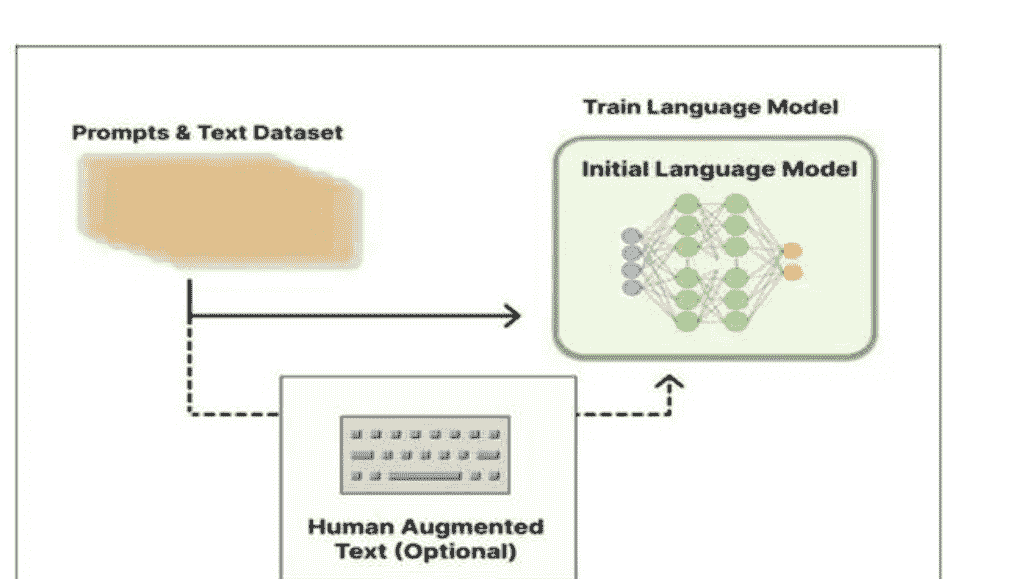 Train Language Model
Prompts & Text Dataset
Initial Language Model
Human Augmented
Text (Optional)